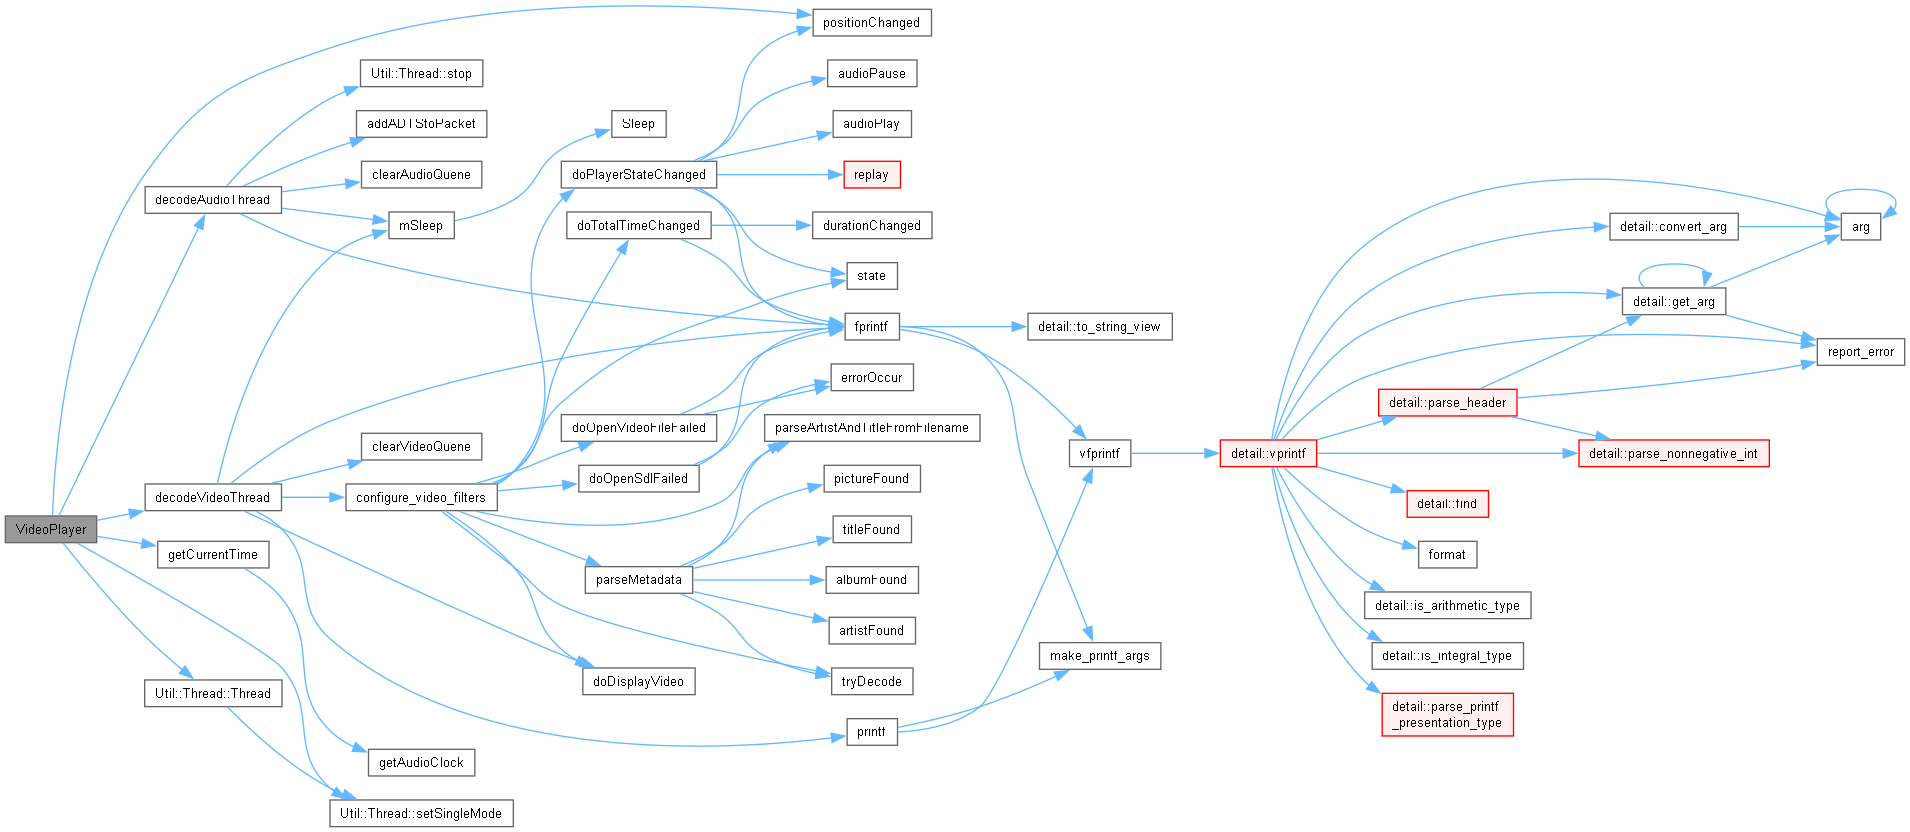 VideoPlayer
decodeAudioThread
decodeVideoThread
getCurrentTime
Util::Thread::Thread
Util::Thread::stop
addADTStoPacket
clearAudioQuene
mSleep
clearVideoQuene
configure_video_filters
getAudioClock
Util::Thread::setSingleMode
Sleep
doPlayerStateChanged
doTotalTimeChanged
doOpenVideoFileFailed
doOpenSdlFailed
parseMetadata
doDisplayVideo
positionChanged
audioPause
audioPlay
replay
durationChanged
state
fprintf
errorOccur
parseArtistAndTitleFromFilename
pictureFound
titleFound
albumFound
artistFound
tryDecode
printf
detail::to_string_view
vfprintf
make_printf_args
detail::vprintf
detail::parse_header
detail::find
format
detail::is_arithmetic_type
detail::is_integral_type
detail::parse_printf
_presentation_type
detail::convert_arg
detail::get_arg
detail::parse_nonnegative_int
arg
report_error